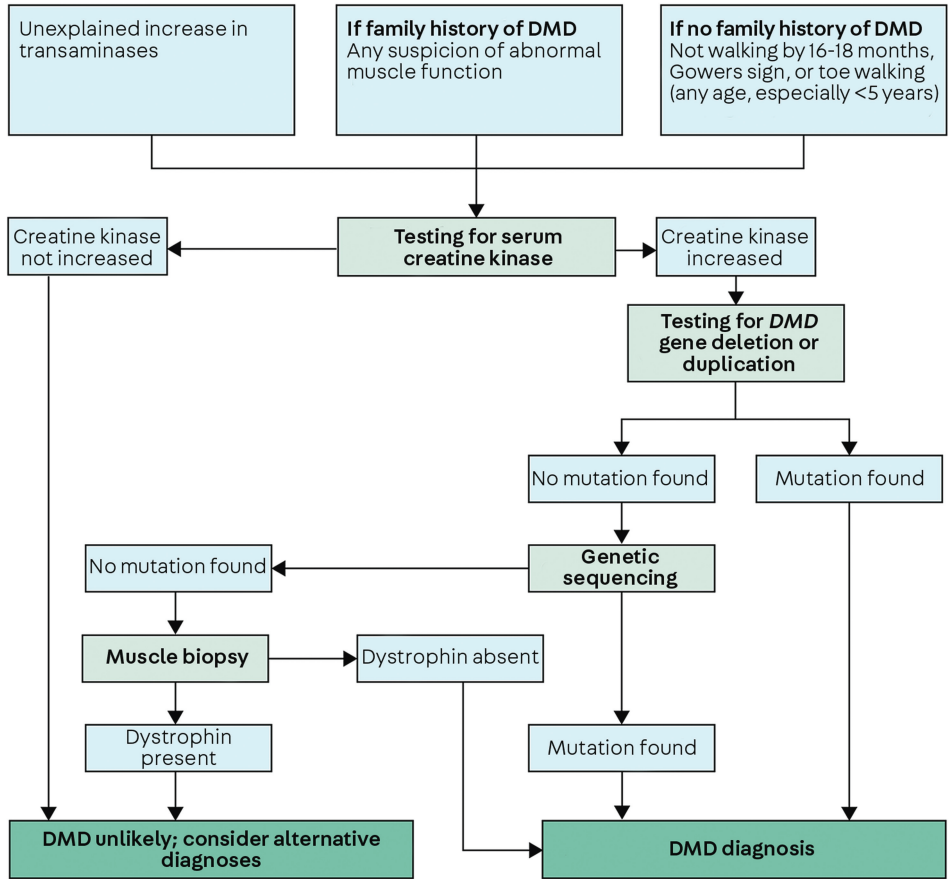 Unexplained increase in
transaminases
If family history of DMD
Any suspicion of abnormal
muscle function
If no family history of DMD
Not walking by 16-18 months,
Gowers sign, or toe walking
(any age, especially <5 years)
Creatine kinase
not increased
Testing for serum
creatine kinase
Creatine kinase
increased
Testing for DMD
gene deletion or
duplication
No mutation found
Mutation found
No mutation found
Genetic
sequencing
Muscle biopsy
Dystrophin absent
Dystrophin
present
Mutation found
DMD unlikely; consider alternative
diagnoses
DMD diagnosis